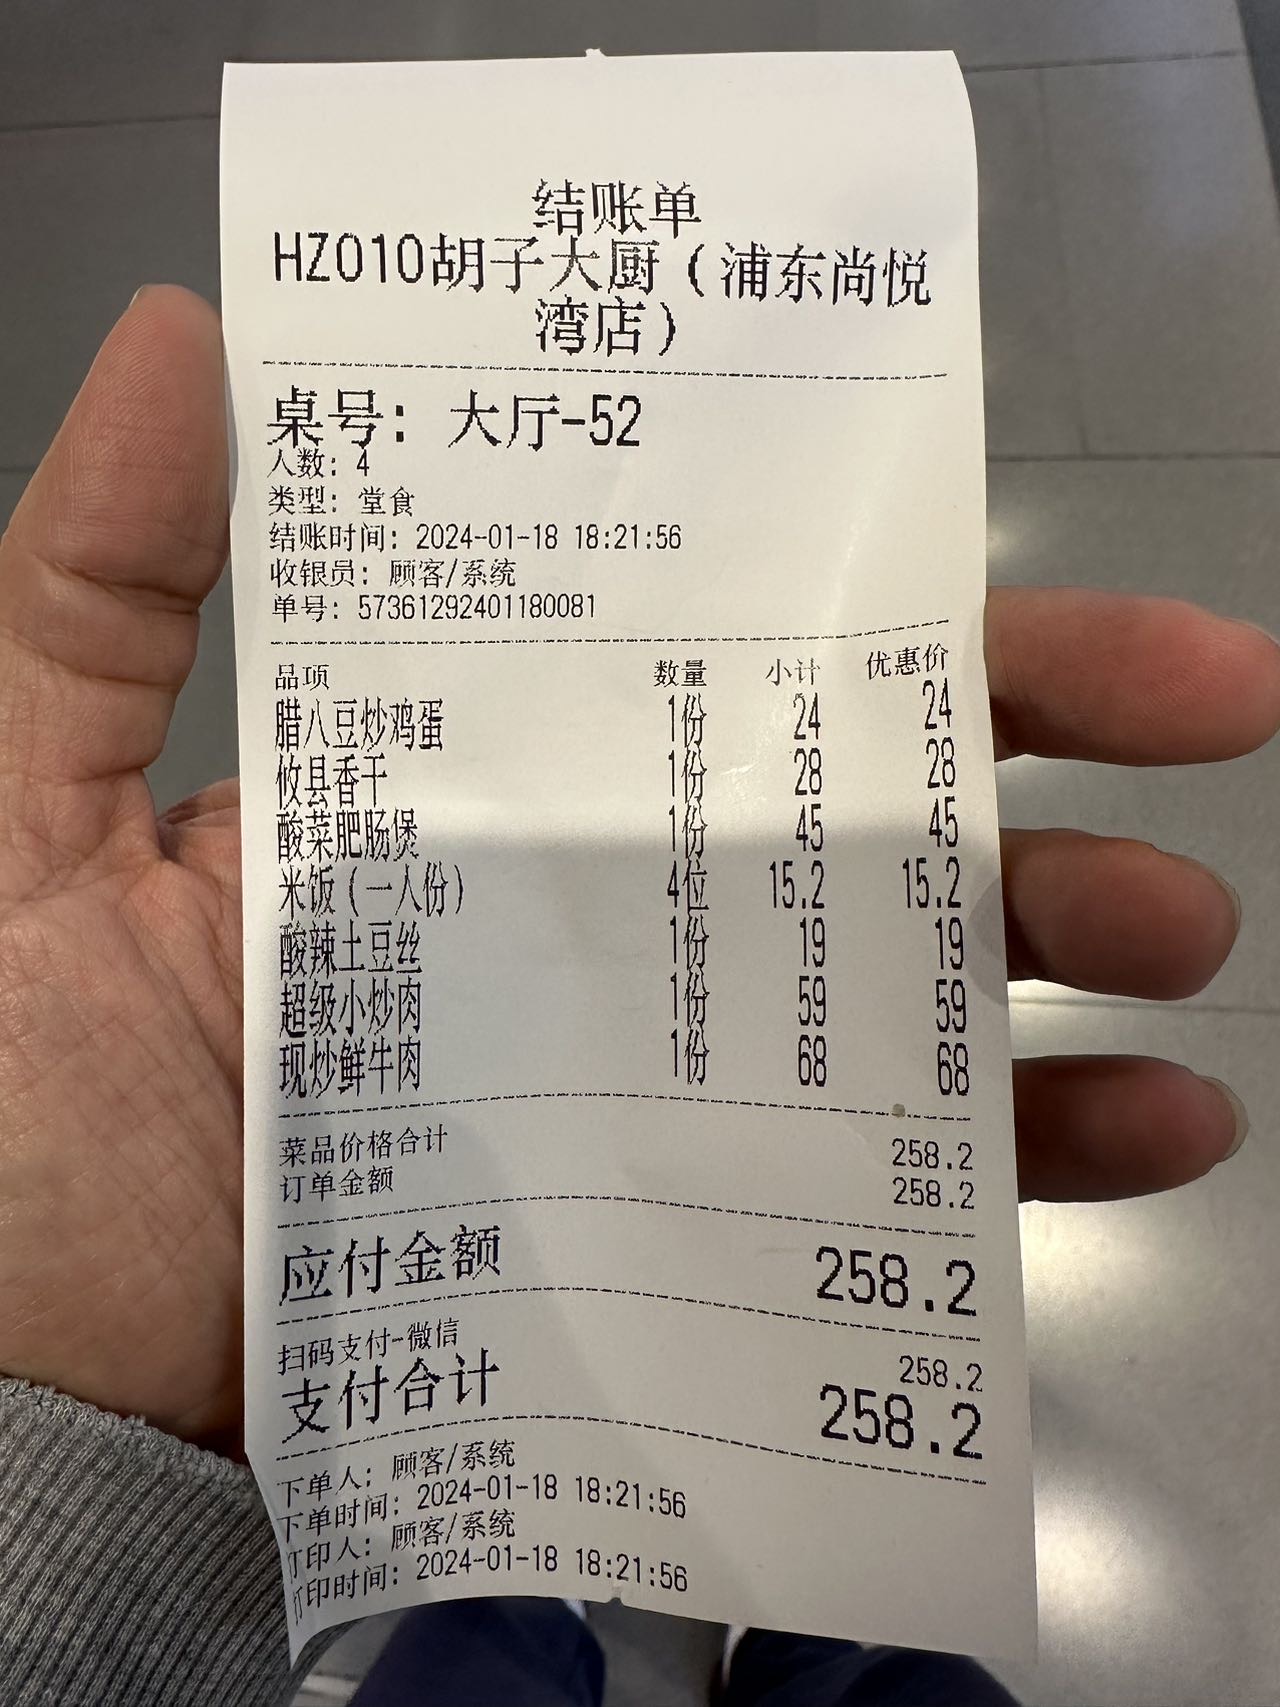 结账单
HZ010胡子大厨（浦东尚悦
湾店）
桌号：大厅-52
人数：4
类型：堂食
结账时间：2024-01-18 18:21:56
收银员：顾客/系统
单号：57361292401180081
品项 数量 小计 优惠价
腊八豆炒鸡蛋 1份 24 24
攸县香干 1份 28 28
酸菜肥肠煲 1份 45 45
米饭（一人份） 4位 15.2 15.2
酸辣土豆丝 1份 19 19
超级小炒肉 1份 59 59
现炒鲜牛肉 1份 68 68
菜品价格合计 258.2
订单金额 258.2
应付金额 258.2
扫码支付-微信 258.2
支付合计 258.2
下单人：顾客/系统
下单时间：2024-01-18 18:21:56
打印人：顾客/系统
打印时间：2024-01-18 18:21:56